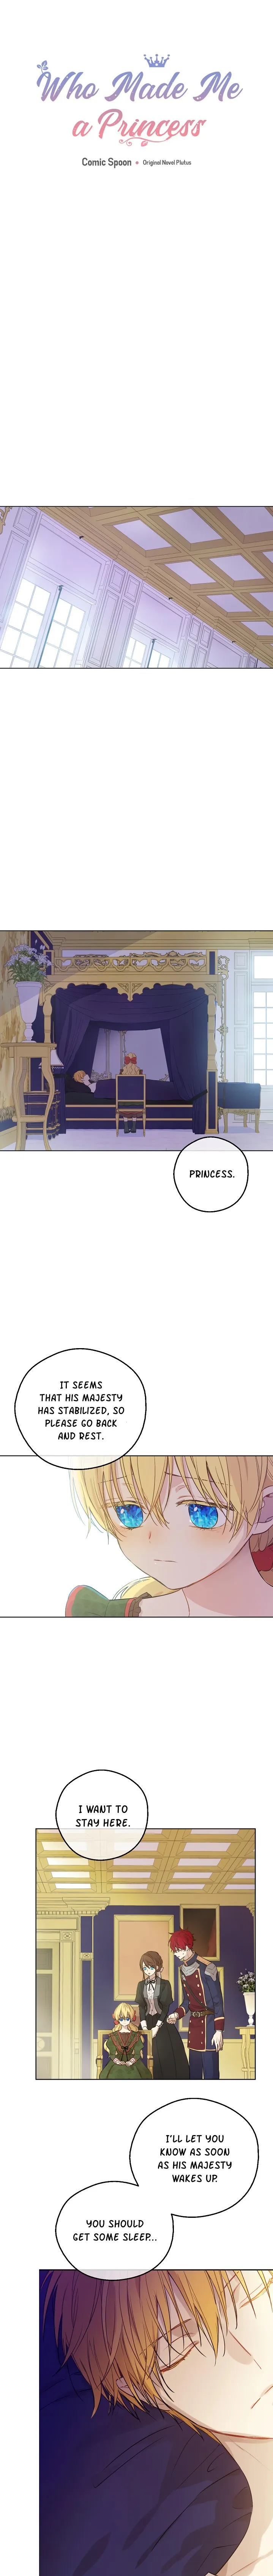 Who Made Me
a Princess
Comic Spoon • Original Novel Plutus
PRINCESS.
IT SEEMS
THAT HIS MAJESTY
HAS STABILIZED, SO
PLEASE GO BACK
AND REST.
I WANT TO
STAY HERE.
I'LL LET YOU
KNOW AS SOON
AS HIS MAJESTY
WAKES UP.
YOU SHOULD
GET SOME SLEEP...